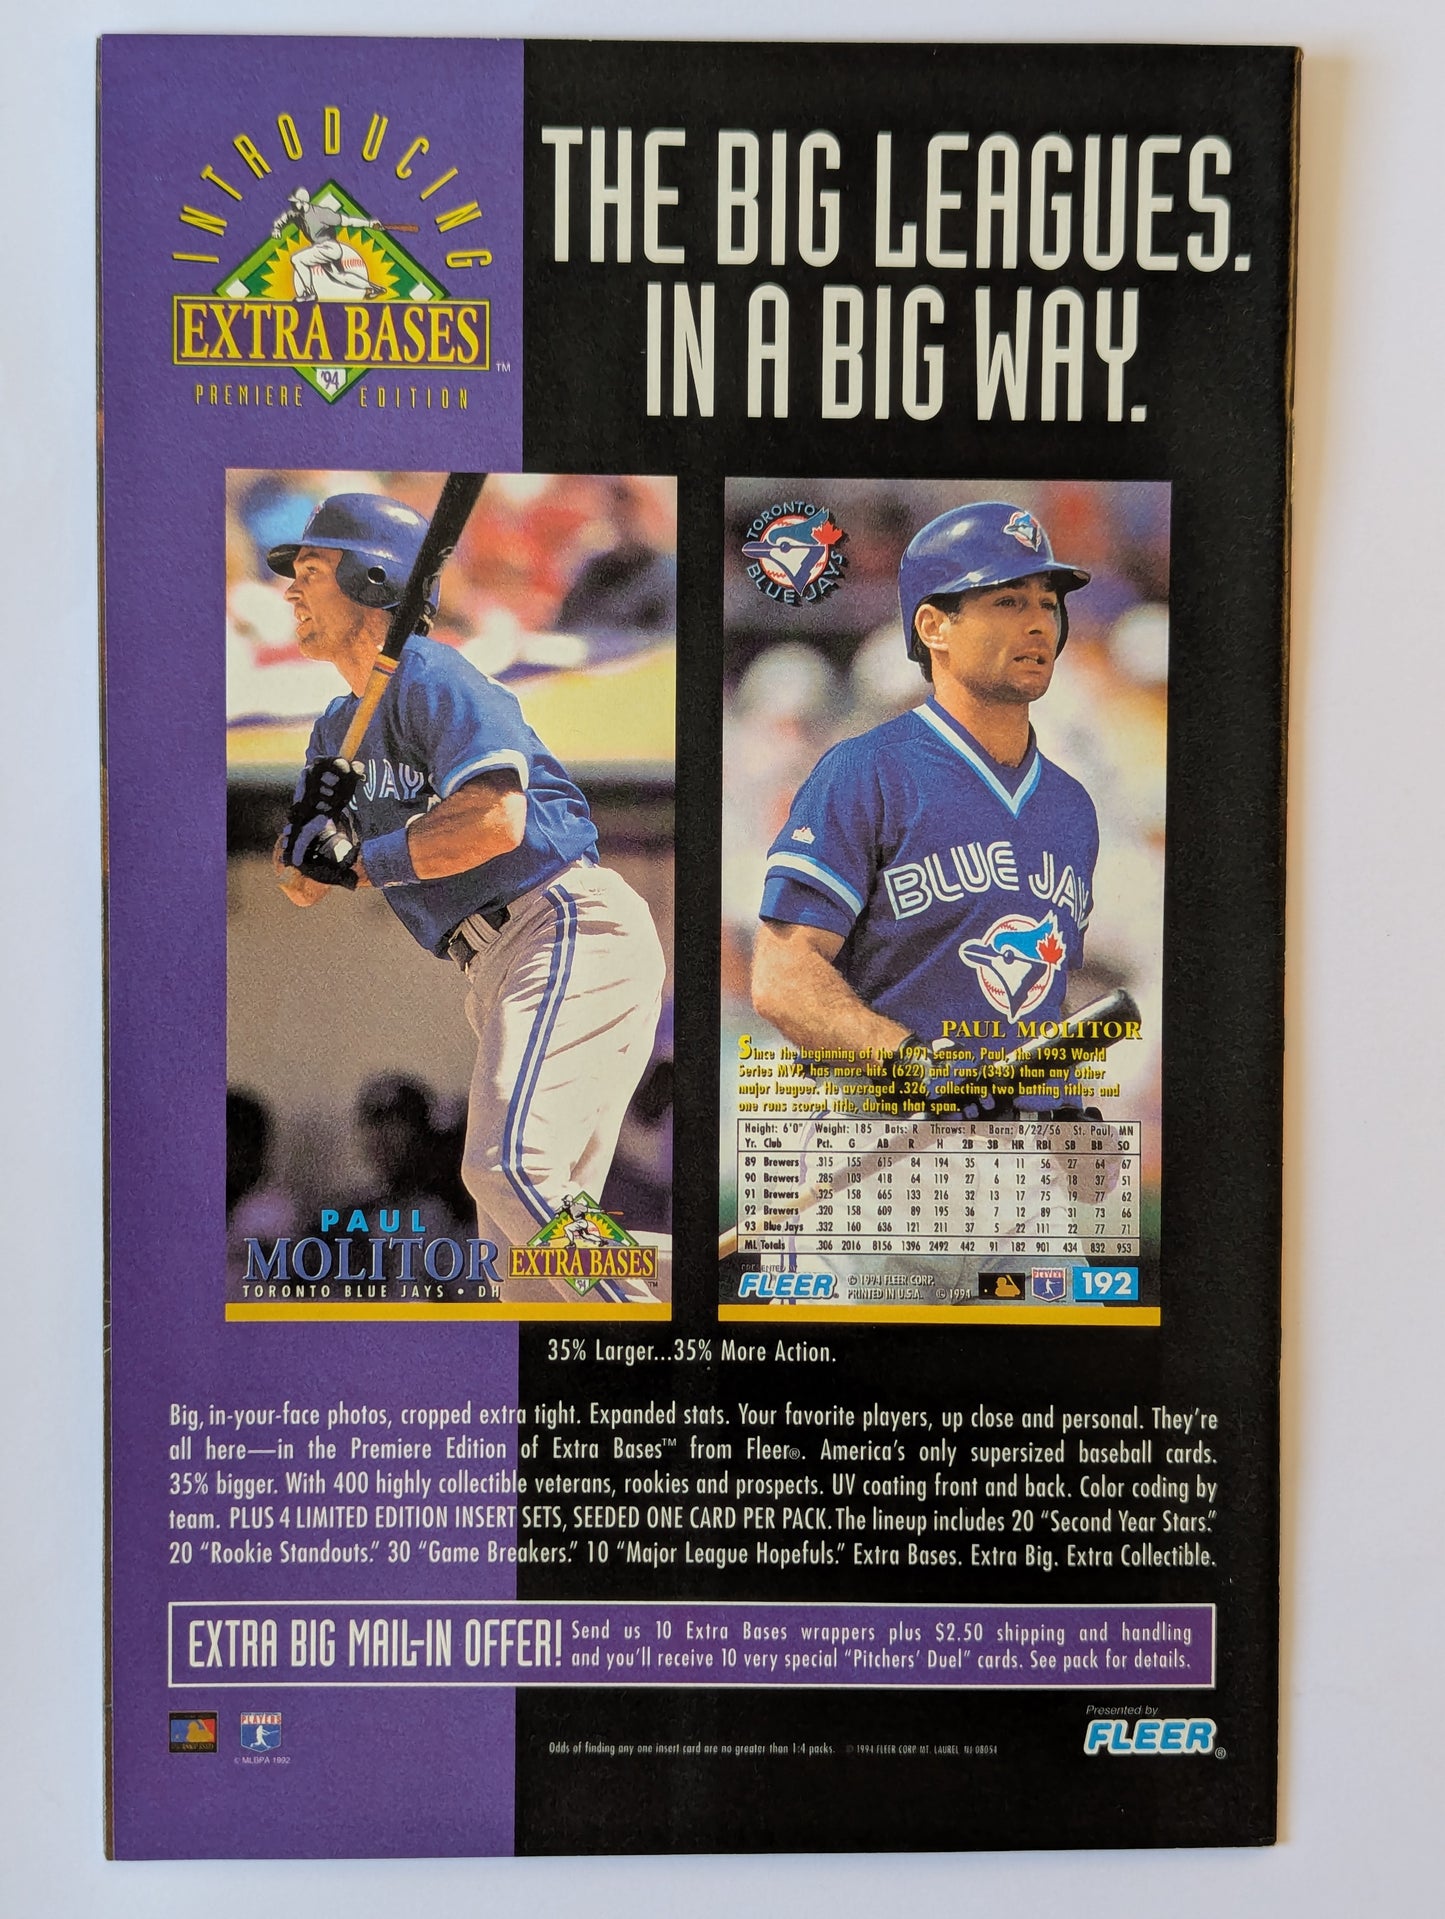 INTRODUCING
EXTRA BASES™
'94
PREMIERE EDITION
THE BIG LEAGUES.
IN A BIG WAY.
JAY
PAUL
MOLITOR
TORONTO BLUE JAYS • DH
EXTRA BASES™
'94
TORONTO
BLUE JAYS
BLUE JAY
PAUL MOLITOR
Since the beginning of the 1991 season, Paul, the 1993 World
Series MVP, has more hits (622) and runs (343) than any other
major leaguer. He averaged .326, collecting two batting titles and
one runs scored title, during that span.
Height: 6'0" Weight: 185 Bats: R Throws: R Born: 8/22/56 St. Paul, MN
Yr. Club Pct. G AB R H 2B 3B HR RBI SB BB SO
89 Brewers .315 155 615 84 194 35 4 11 56 27 64 67
90 Brewers .285 103 418 64 119 27 6 12 45 18 37 51
91 Brewers .325 158 665 133 216 32 13 17 75 19 77 62
92 Brewers .320 158 609 89 195 36 7 12 89 31 73 66
93 Blue Jays .332 160 636 121 211 37 5 22 111 22 77 71
ML Totals .306 2016 8156 1396 2492 442 91 182 901 434 832 953
PRESENTED BY
FLEER® © 1994 FLEER CORP.
PRINTED IN U.S.A. © 1994 PLAYERS 192
35% Larger...35% More Action.
Big, in-your-face photos, cropped extra tight. Expanded stats. Your favorite players, up close and personal. They're
all here—in the Premiere Edition of Extra Bases™ from Fleer®. America's only supersized baseball cards.
35% bigger. With 400 highly collectible veterans, rookies and prospects. UV coating front and back. Color coding by
team. PLUS 4 LIMITED EDITION INSERT SETS, SEEDED ONE CARD PER PACK. The lineup includes 20 "Second Year Stars."
20 "Rookie Standouts." 30 "Game Breakers." 10 "Major League Hopefuls." Extra Bases. Extra Big. Extra Collectible.
EXTRA BIG MAIL-IN OFFER! Send us 10 Extra Bases wrappers plus $2.50 shipping and handling
and you'll receive 10 very special "Pitchers' Duel" cards. See pack for details.
PLAYERS
© MLBPA 1992
Odds of finding any one insert card are no greater than 1:4 packs. © 1994 FLEER CORP. MT. LAUREL NJ 08054
Presented by
FLEER®